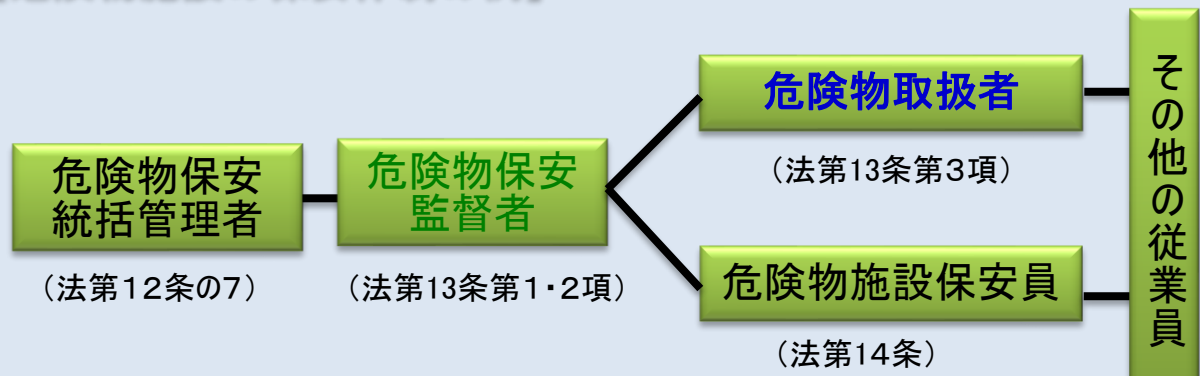 危険物保安
統括管理者
（法第１２条の７）
危険物保安
監督者
（法第13条第１・２項）
危険物取扱者
（法第13条第３項）
危険物施設保安員
（法第１４条）
その他の従業員